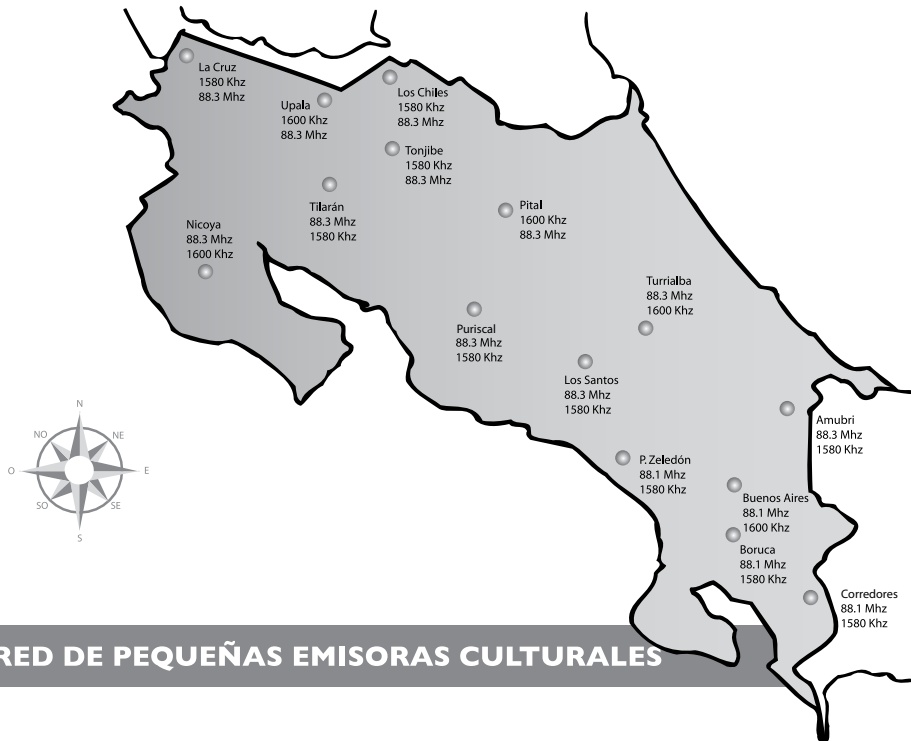 La Cruz
1580 Khz
88.3 Mhz
Upala
1600 Khz
88.3 Mhz
Los Chiles
1580 Khz
88.3 Mhz
Tonjibe
1580 Khz
88.3 Mhz
Tilarán
88.3 Mhz
1580 Khz
Pital
1600 Khz
88.3 Mhz
Nicoya
88.3 Mhz
1600 Khz
Turrialba
88.3 Mhz
1600 Khz
Puriscal
88.3 Mhz
1580 Khz
Los Santos
88.3 Mhz
1580 Khz
Amubri
88.3 Mhz
1580 Khz
P. Zeledón
88.1 Mhz
1580 Khz
Buenos Aires
88.1 Mhz
1600 Khz
Boruca
88.1 Mhz
1580 Khz
Corredores
88.1 Mhz
1580 Khz
N
NO
NE
O
E
SO
SE
S
RED DE PEQUEÑAS EMISORAS CULTURALES